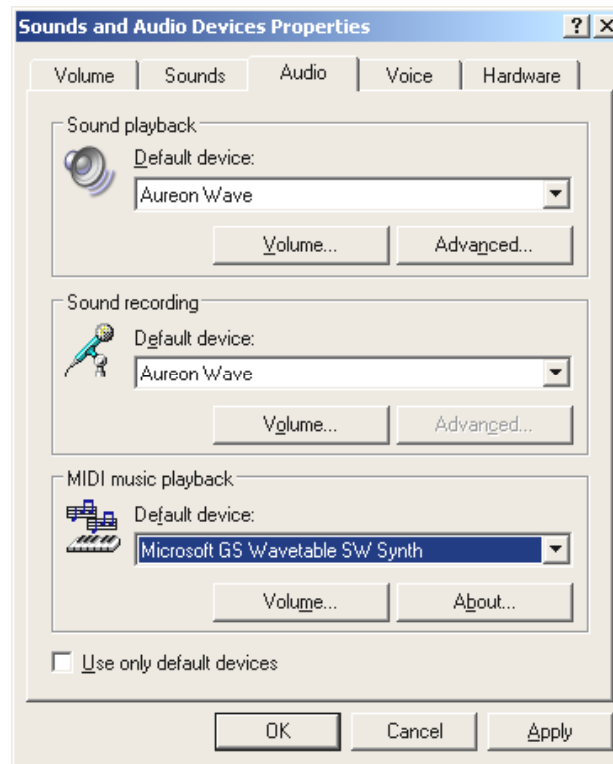 Sounds and Audio Devices Properties
Volume Sounds Audio Voice Hardware
Sound playback
Default device:
Aureon Wave
Volume... Advanced...
Sound recording
Default device:
Aureon Wave
Volume... Advanced...
MIDI music playback
Default device:
Microsoft GS Wavetable SW Synth
Volume... About...
Use only default devices
OK Cancel Apply